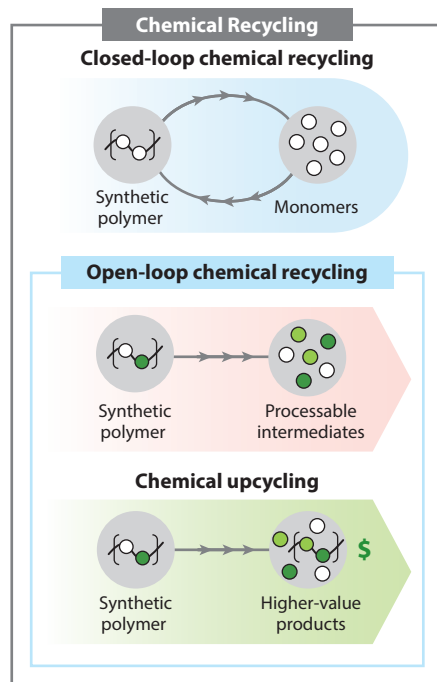 Chemical Recycling
Closed-loop chemical recycling
Synthetic
polymer
Monomers
Open-loop chemical recycling
Synthetic
polymer
Processable
intermediates
Chemical upcycling
$
Synthetic
polymer
Higher-value
products